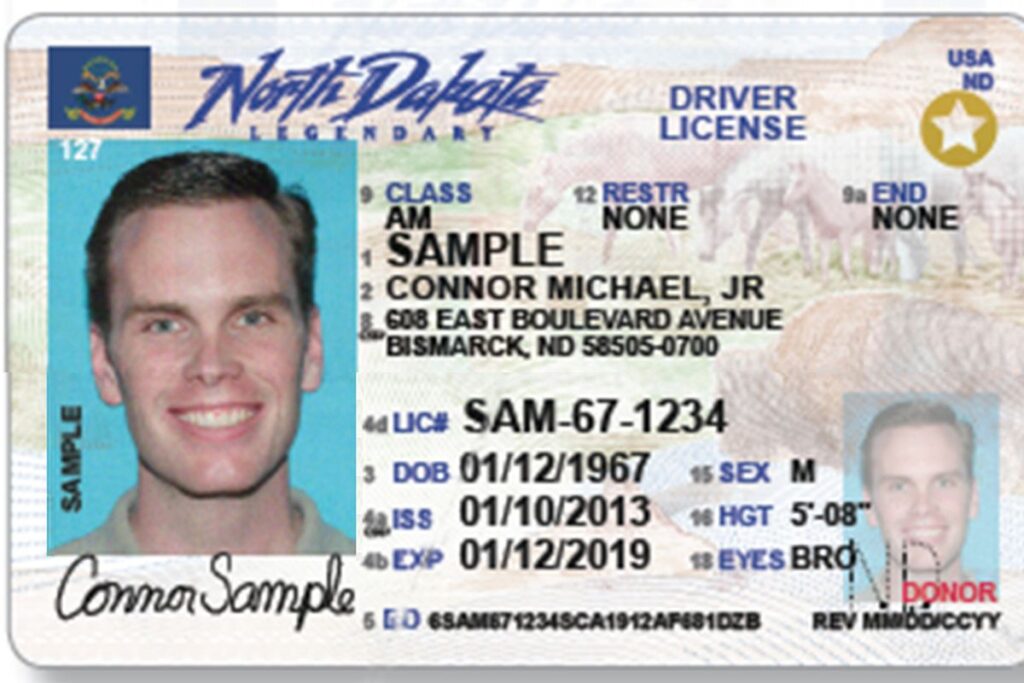 North Dakota
LEGENDARY
DRIVER
LICENSE
USA
ND
127
9 CLASS
AM
12 RESTR
NONE
9a END
NONE
1 SAMPLE
2 CONNOR MICHAEL, JR
8 608 EAST BOULEVARD AVENUE
BISMARCK, ND 58505-0700
4d LIC# SAM-67-1234
3 DOB 01/12/1967 15 SEX M
4a ISS 01/10/2013 16 HGT 5'-08"
4b EXP 01/12/2019 18 EYES BRO
SAMPLE
Connor Sample
ND
DONOR
5 DD 6SAM671234SCA1912AF681DZB
REV MM/DD/CCYY